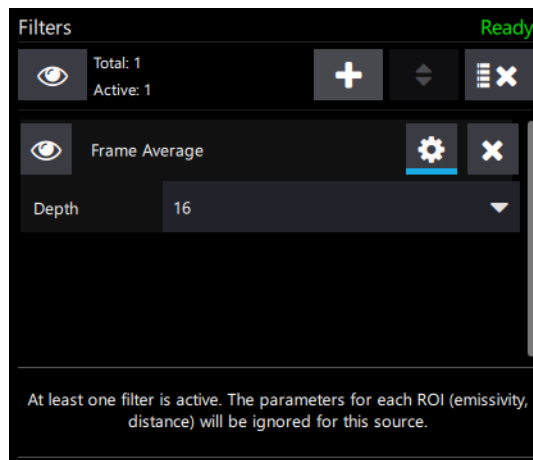 Filters Ready
Total: 1
Active: 1
Frame Average
Depth 16
At least one filter is active. The parameters for each ROI (emissivity,
distance) will be ignored for this source.